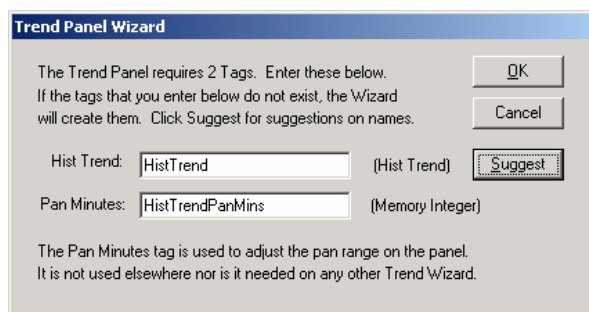 Trend Panel Wizard
The Trend Panel requires 2 Tags. Enter these below.
If the tags that you enter below do not exist, the Wizard
will create them. Click Suggest for suggestions on names.
OK
Cancel
Hist Trend: HistTrend (Hist Trend) Suggest
Pan Minutes: HistTrendPanMins (Memory Integer)
The Pan Minutes tag is used to adjust the pan range on the panel.
It is not used elsewhere nor is it needed on any other Trend Wizard.